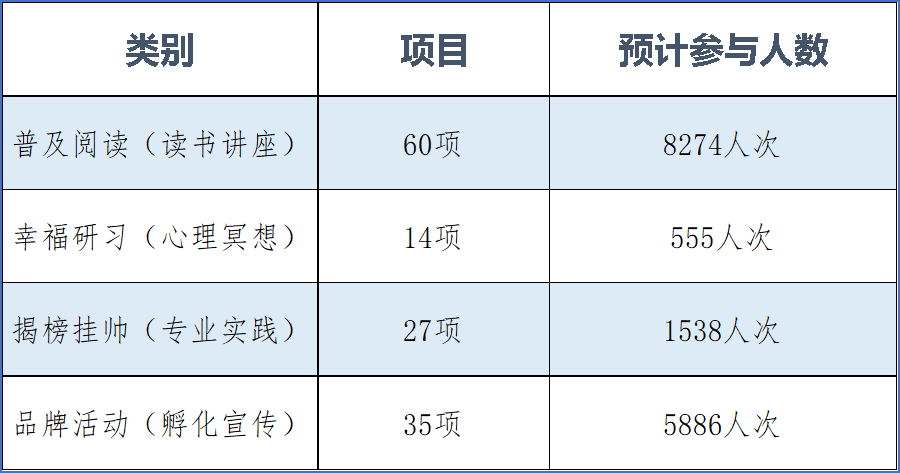 类别 项目 预计参与人数
普及阅读（读书讲座） 60项 8274人次
幸福研习（心理冥想） 14项 555人次
揭榜挂帅（专业实践） 27项 1538人次
品牌活动（孵化宣传） 35项 5886人次